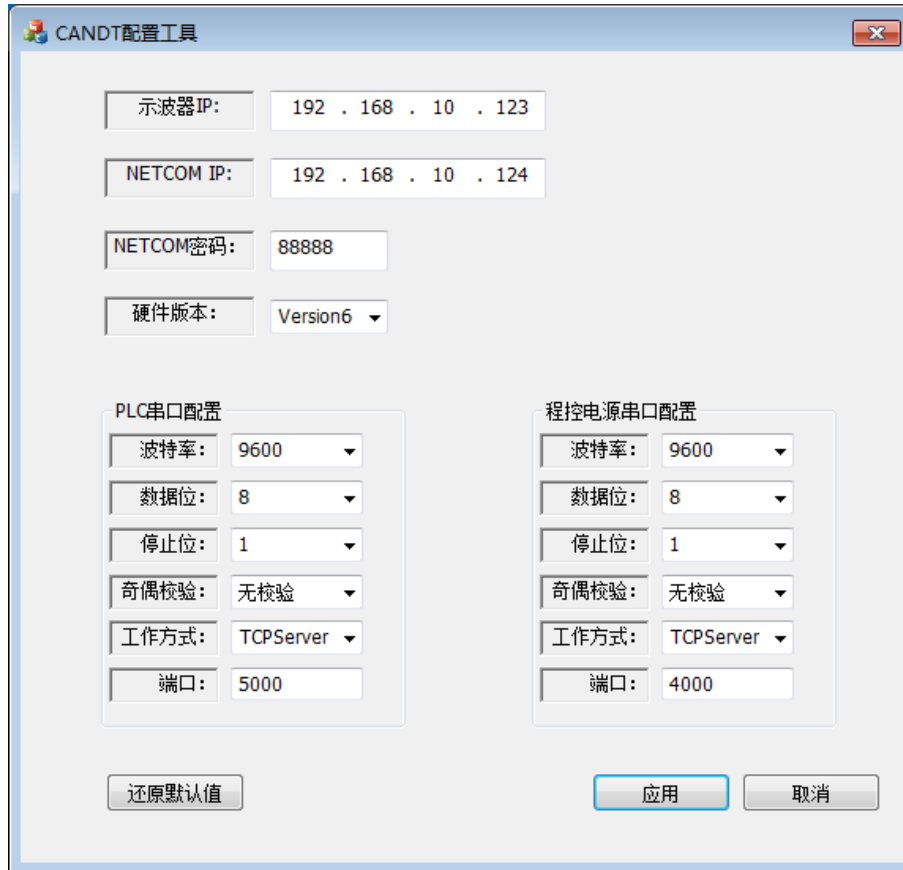 CANDT配置工具
示波器IP: 192 . 168 . 10 . 123
NETCOM IP: 192 . 168 . 10 . 124
NETCOM密码: 88888
硬件版本: Version6
PLC串口配置
波特率: 9600
数据位: 8
停止位: 1
奇偶校验: 无校验
工作方式: TCPServer
端口: 5000
程控电源串口配置
波特率: 9600
数据位: 8
停止位: 1
奇偶校验: 无校验
工作方式: TCPServer
端口: 4000
还原默认值 应用 取消